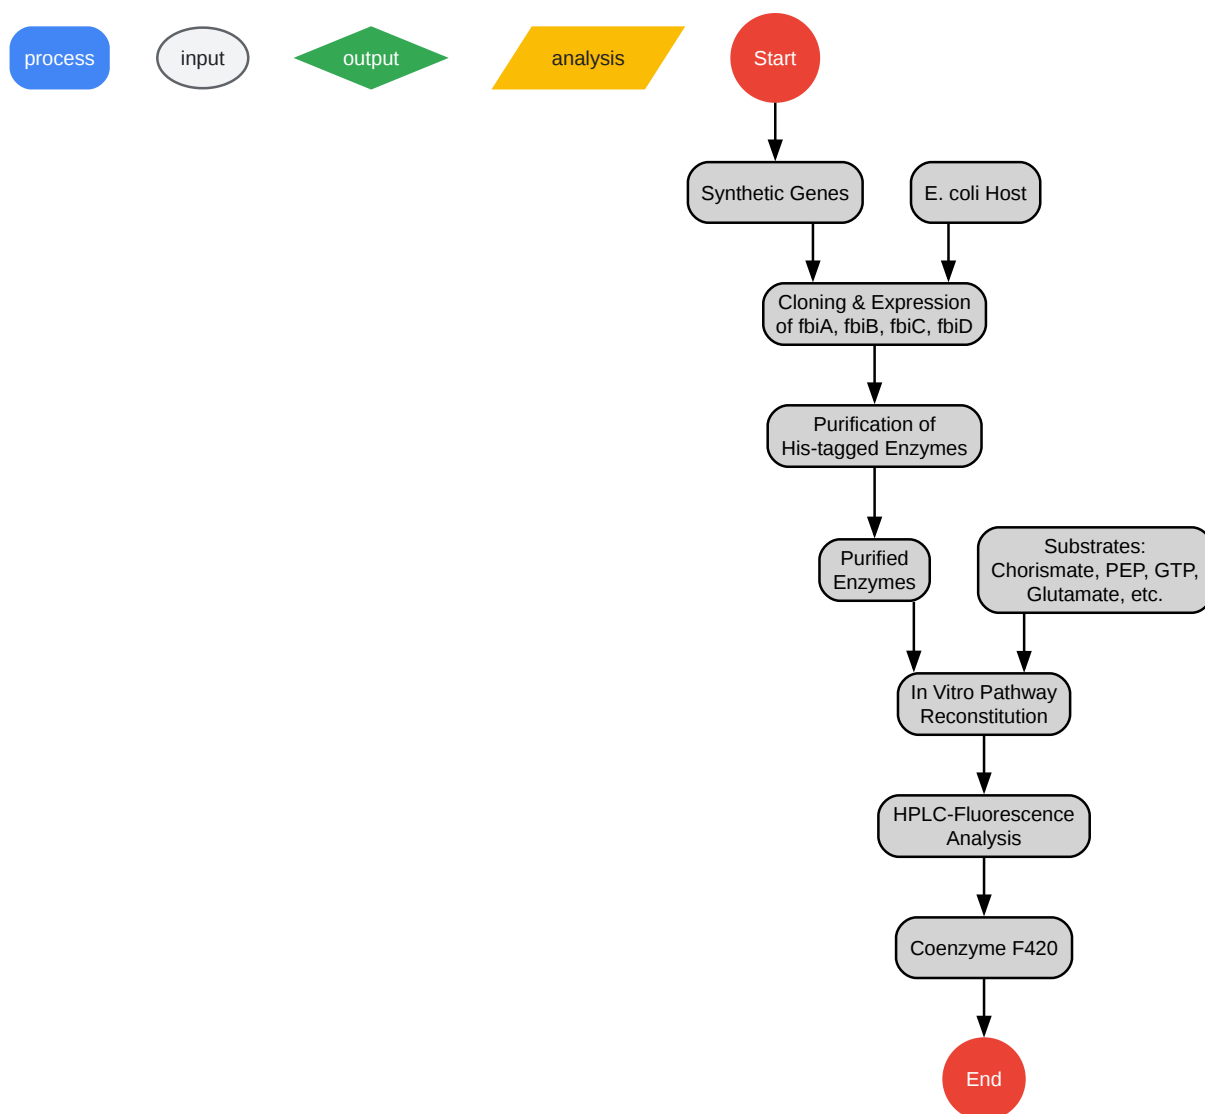 process
input
output
analysis
Start
Synthetic Genes
E. coli Host
Cloning & Expression
of fbiA, fbiB, fbiC, fbiD
Purification of
His-tagged Enzymes
Purified
Enzymes
Substrates:
Chorismate, PEP, GTP,
Glutamate, etc.
In Vitro Pathway
Reconstitution
HPLC-Fluorescence
Analysis
Coenzyme F420
End